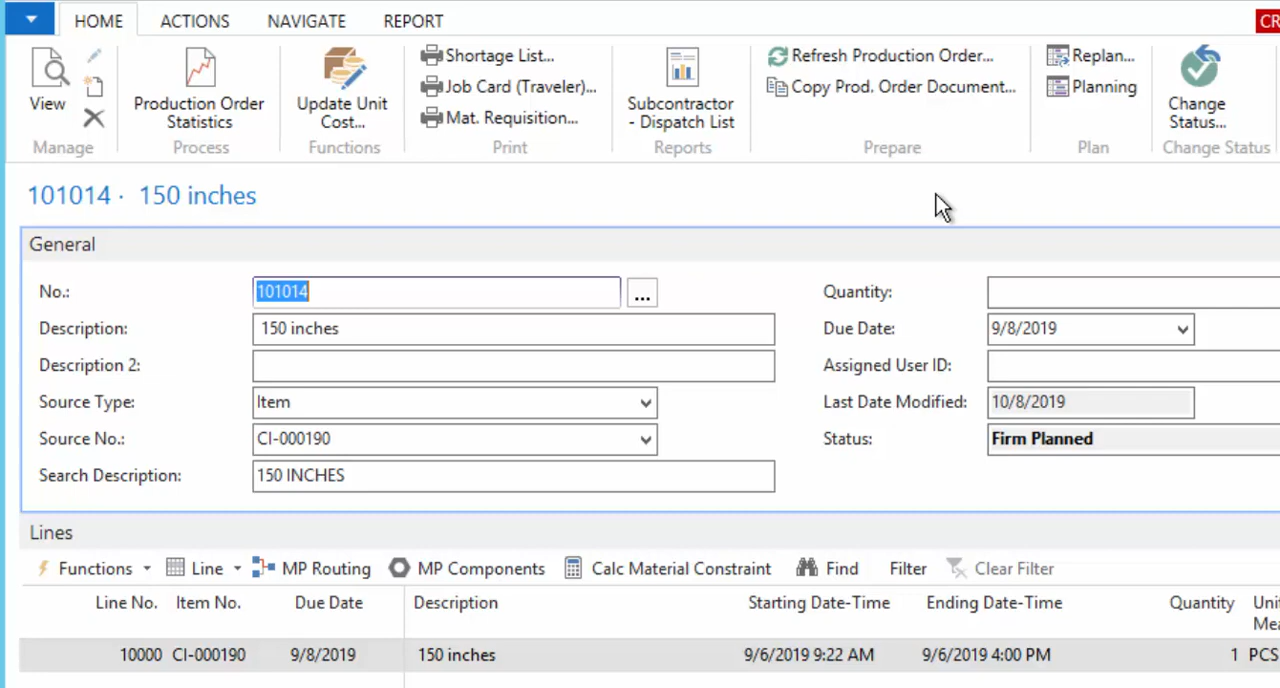 HOME ACTIONS NAVIGATE REPORT CR
View
Manage
Production Order
Statistics
Process
Update Unit
Cost...
Functions
Shortage List...
Job Card (Traveler)...
Mat. Requisition...
Print
Subcontractor
- Dispatch List
Reports
Refresh Production Order...
Copy Prod. Order Document...
Prepare
Replan...
Planning
Plan
Change
Status...
Change Status
101014 · 150 inches
General
No.: 101014 ...
Description: 150 inches
Description 2:
Source Type: Item
Source No.: CI-000190
Search Description: 150 INCHES
Quantity:
Due Date: 9/8/2019
Assigned User ID:
Last Date Modified: 10/8/2019
Status: Firm Planned
Lines
Functions Line MP Routing MP Components Calc Material Constraint Find Filter Clear Filter
Line No. Item No. Due Date Description Starting Date-Time Ending Date-Time Quantity Uni
Mea
10000 CI-000190 9/8/2019 150 inches 9/6/2019 9:22 AM 9/6/2019 4:00 PM 1 PCS